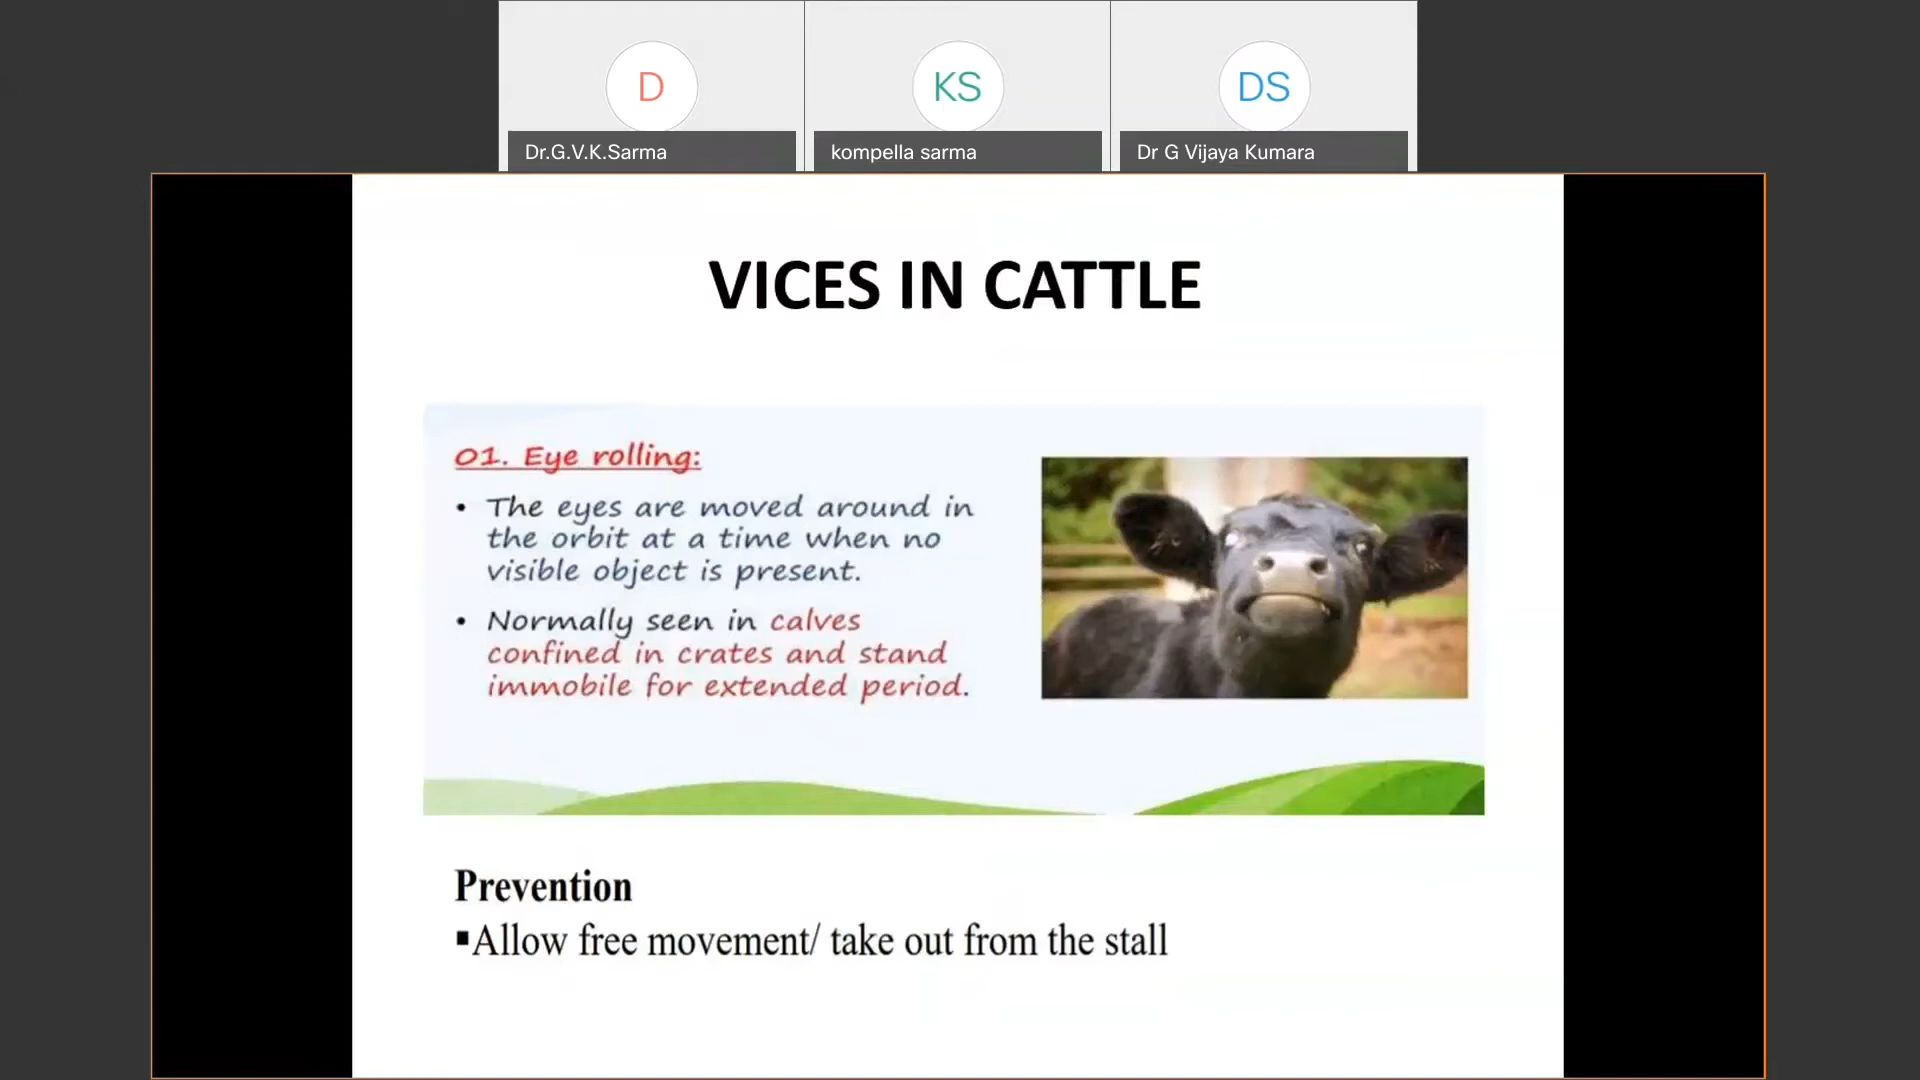 D
KS
DS
Dr.G.V.K.Sarma
kompella sarma
Dr G Vijaya Kumara
VICES IN CATTLE
01. Eye rolling:
• The eyes are moved around in
the orbit at a time when no
visible object is present.
• Normally seen in calves
confined in crates and stand
immobile for extended period.
Prevention
▪Allow free movement/ take out from the stall